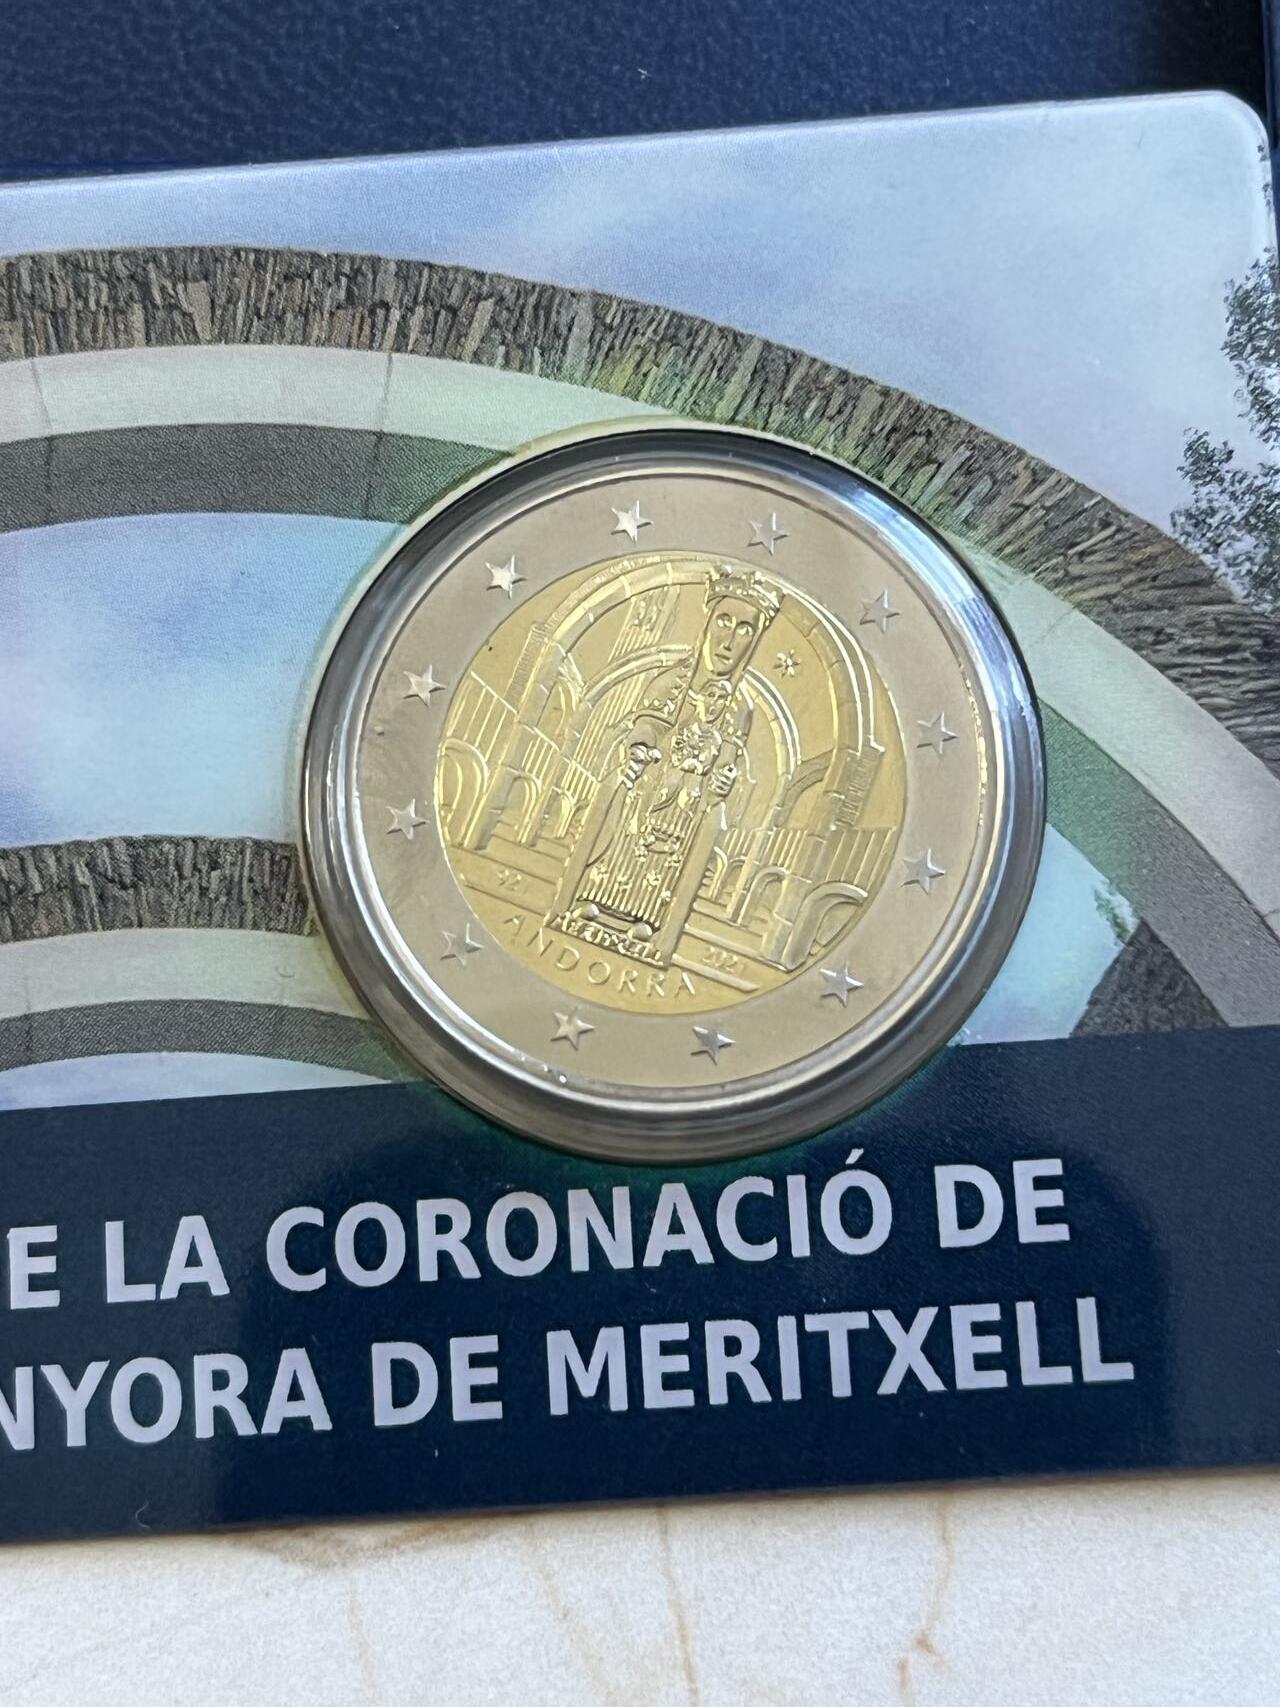 Meritxell
2021
ANDORRA
E LA CORONACIÓ DE
NYORA DE MERITXELL